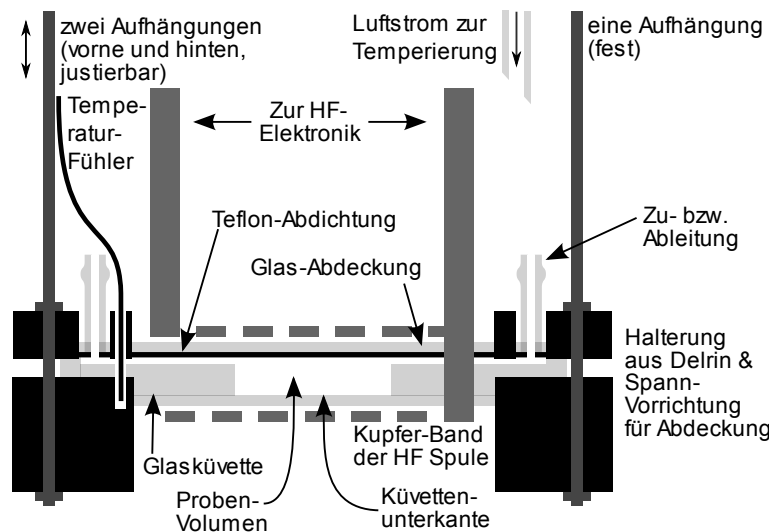 zwei Aufhängungen
(vorne und hinten,
justierbar)
Tempe-
ratur-
Fühler
Luftstrom zur
Temperierung
eine Aufhängung
(fest)
Zur HF-
Elektronik
Teflon-Abdichtung
Glas-Abdeckung
Zu- bzw.
Ableitung
Halterung
aus Delrin &
Spann-
Vorrichtung
für Abdeckung
Kupfer-Band
der HF Spule
Glasküvette
Proben-
Volumen
Küvetten-
unterkante